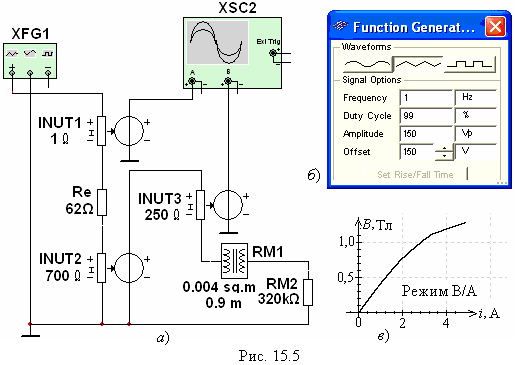 XSC2
XFG1
Ext Trig
A
B
INUT1
1 Ω
Re
62Ω
INUT2
700 Ω
INUT3
250 Ω
RM1
0.004 sq.m
0.9 m
RM2
320kΩ
а)
Function Generat...
Waveforms
Signal Options
Frequency 1 Hz
Duty Cycle 99 %
Amplitude 150 Vp
Offset 150 V
Set Rise/Fall Time
б)
B,Тл
1,0
0,5
Режим B/A
0 2 4 i, A
в)
Рис. 15.5